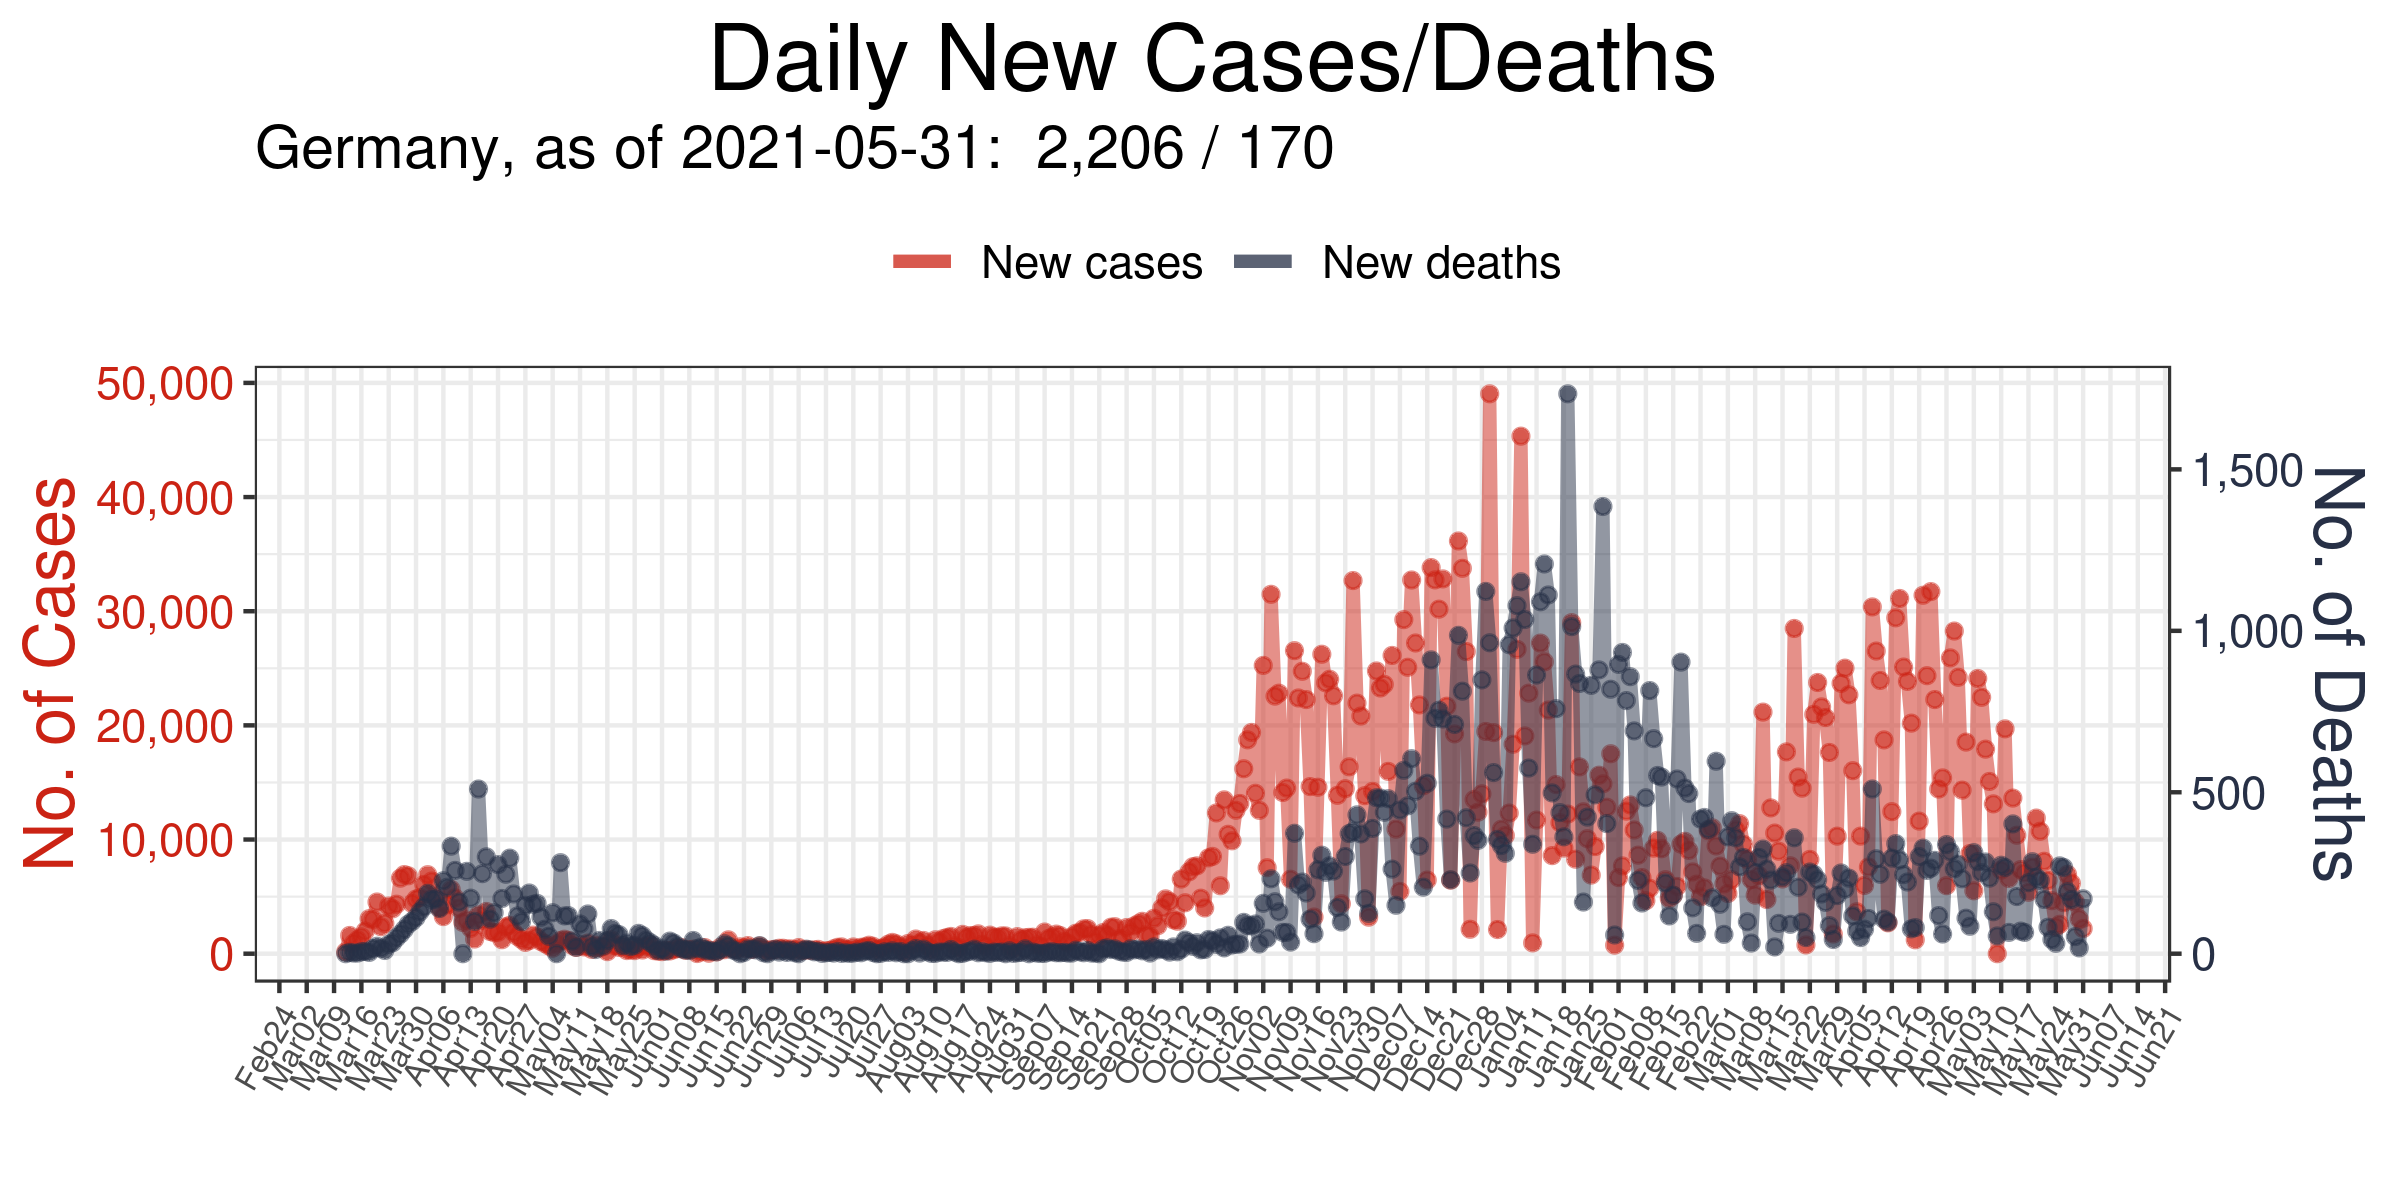 Daily New Cases/Deaths
Germany, as of 2021-05-31:  2,206 / 170
New cases
New deaths
No. of Cases
50,000
40,000
30,000
20,000
10,000
0
1,500
1,000
500
0
No. of Deaths
Feb24
Mar02
Mar09
Mar16
Mar23
Mar30
Apr06
Apr13
Apr20
Apr27
May04
May11
May18
May25
Jun01
Jun08
Jun15
Jun22
Jun29
Jul06
Jul13
Jul20
Jul27
Aug03
Aug10
Aug17
Aug24
Aug31
Sep07
Sep14
Sep21
Sep28
Oct05
Oct12
Oct19
Oct26
Nov02
Nov09
Nov16
Nov23
Nov30
Dec07
Dec14
Dec21
Dec28
Jan04
Jan11
Jan18
Jan25
Feb01
Feb08
Feb15
Feb22
Mar01
Mar08
Mar15
Mar22
Mar29
Apr05
Apr12
Apr19
Apr26
May03
May10
May17
May24
May31
Jun07
Jun14
Jun21